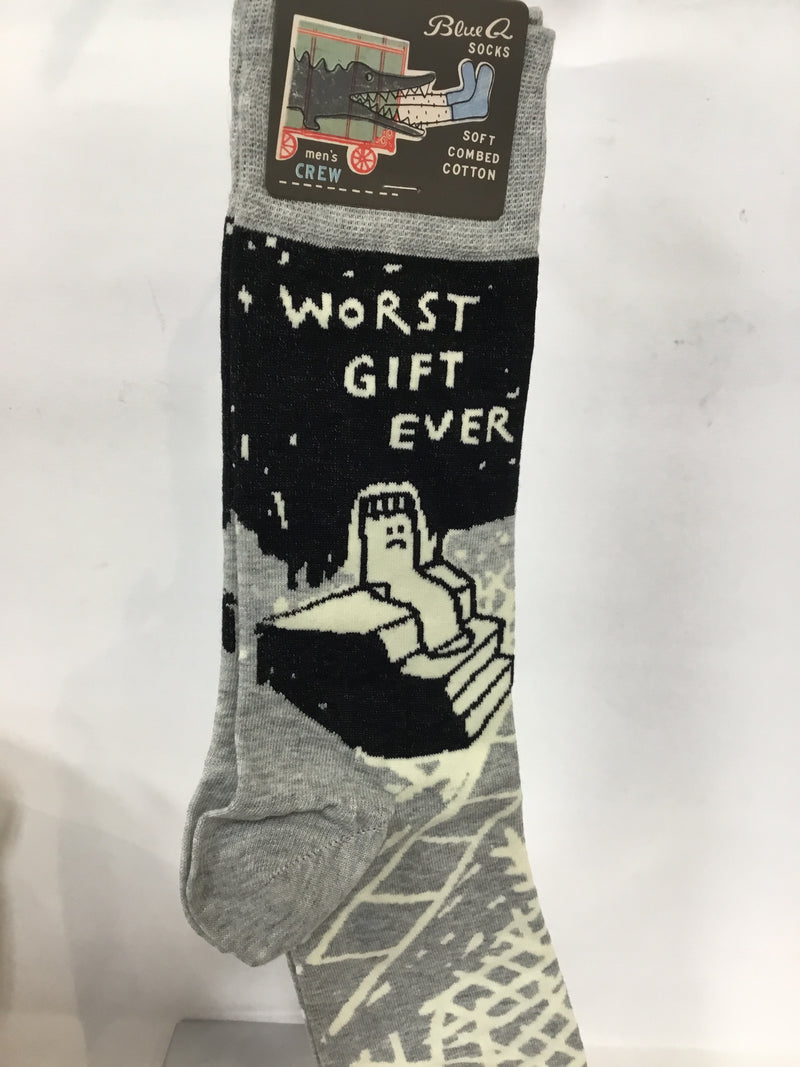 Blue Q
SOCKS
SOFT
COMBED
COTTON
men's
CREW
WORST
GIFT
EVER